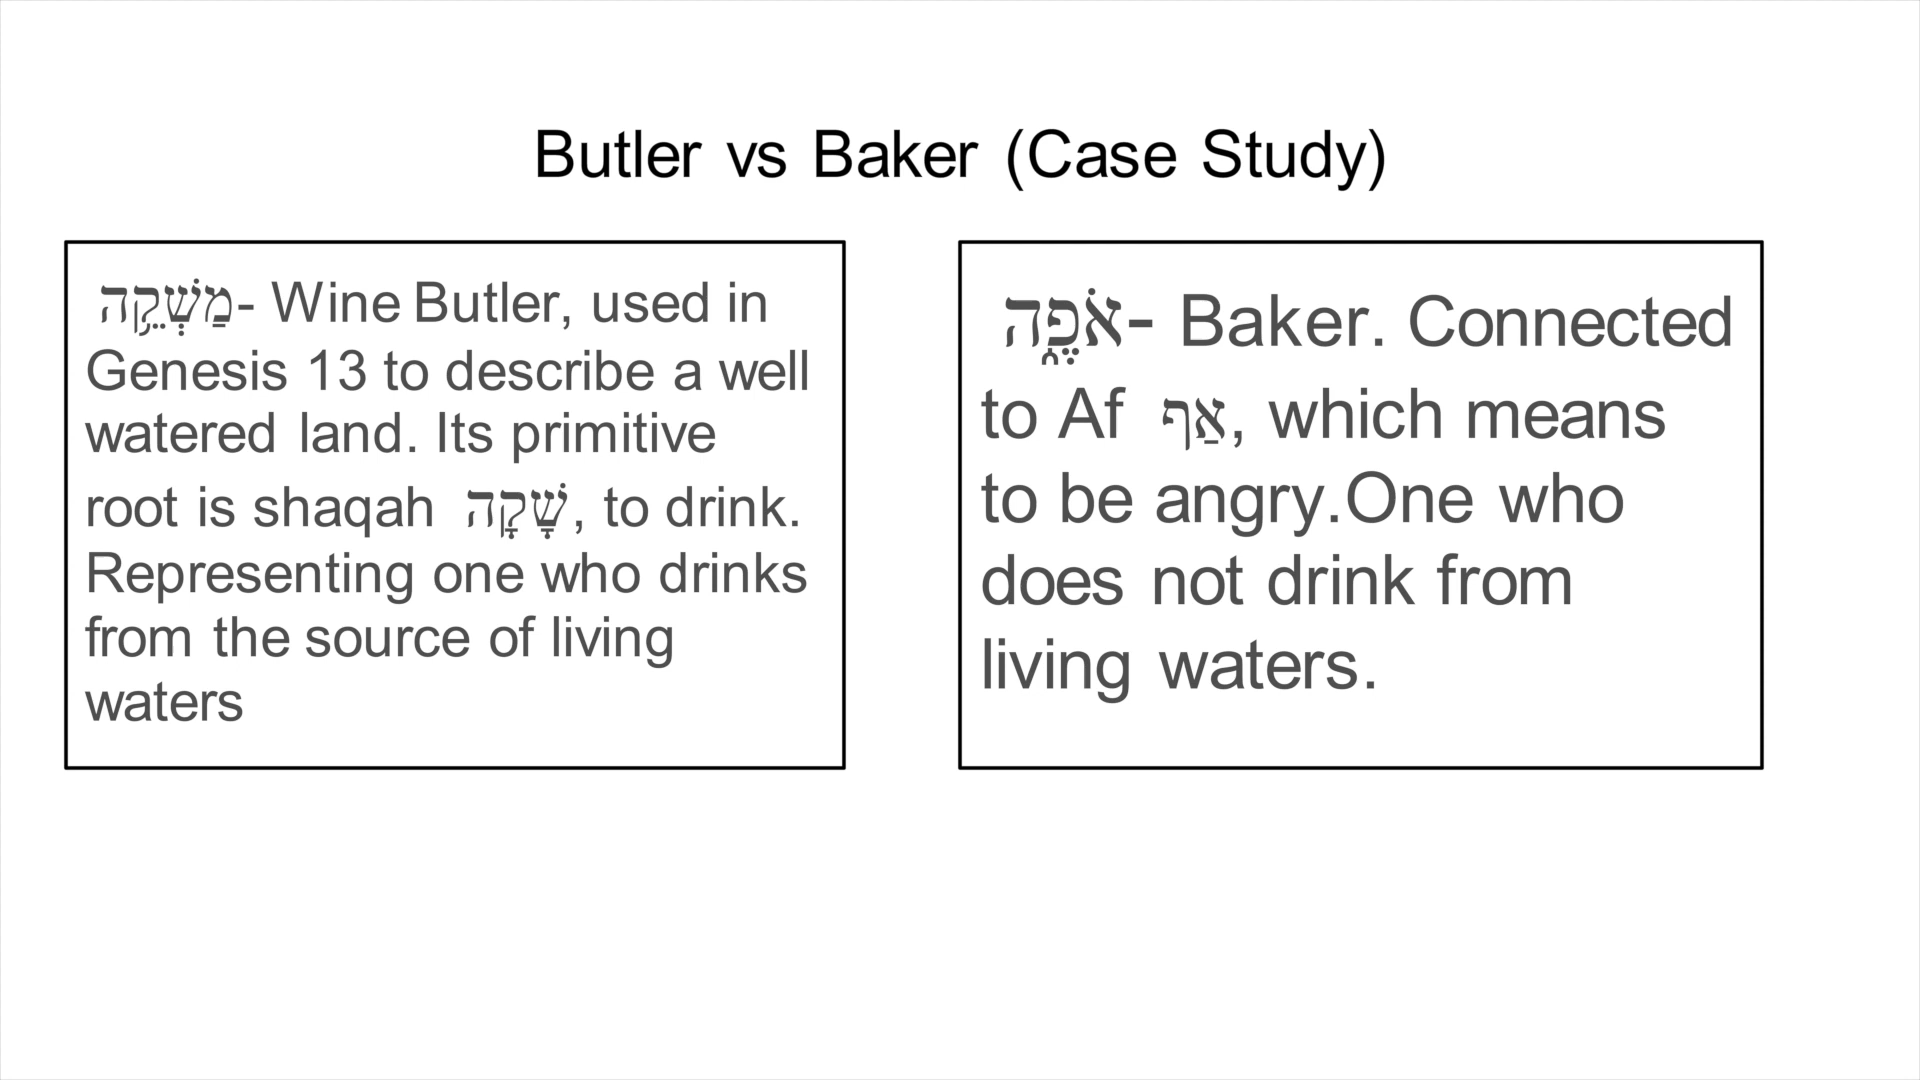 Butler vs Baker (Case Study)
מַשְׁקֵ֥ה- Wine Butler, used in
Genesis 13 to describe a well
watered land. Its primitive
root is shaqah שָׁקָה, to drink.
Representing one who drinks
from the source of living
waters
אֹפֶ֑ה- Baker. Connected
to Af אַף, which means
to be angry.One who
does not drink from
living waters.